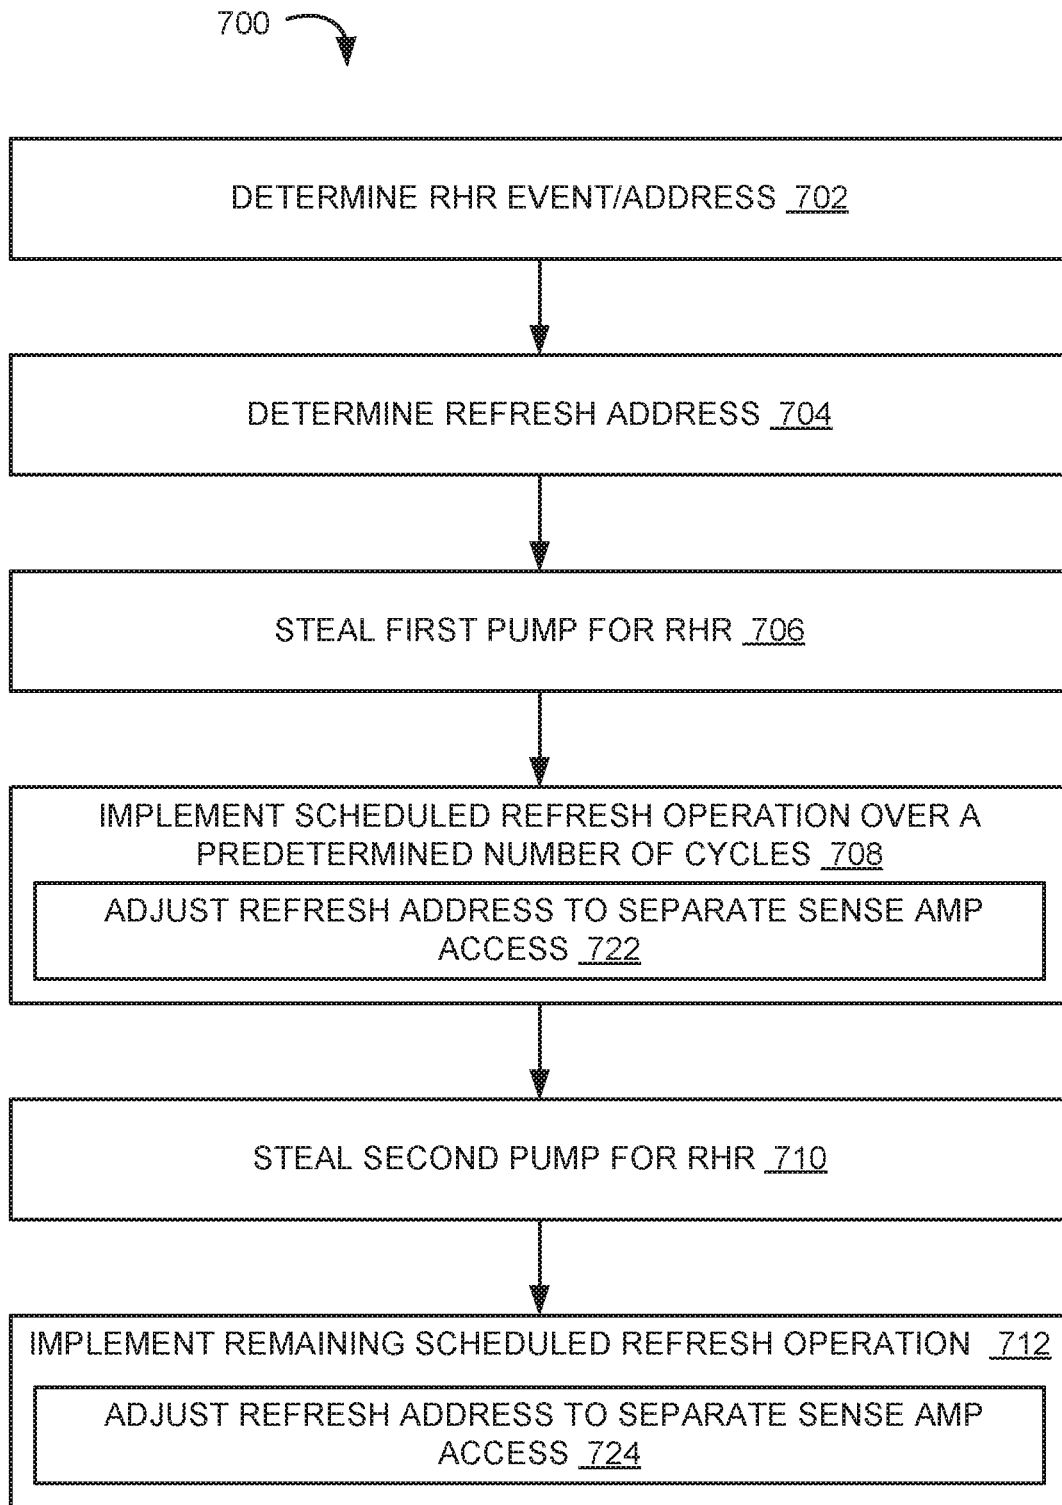 700
DETERMINE RHR EVENT/ADDRESS 702
DETERMINE REFRESH ADDRESS 704
STEAL FIRST PUMP FOR RHR 706
IMPLEMENT SCHEDULED REFRESH OPERATION OVER A
PREDETERMINED NUMBER OF CYCLES 708
ADJUST REFRESH ADDRESS TO SEPARATE SENSE AMP
ACCESS 722
STEAL SECOND PUMP FOR RHR 710
IMPLEMENT REMAINING SCHEDULED REFRESH OPERATION 712
ADJUST REFRESH ADDRESS TO SEPARATE SENSE AMP
ACCESS 724